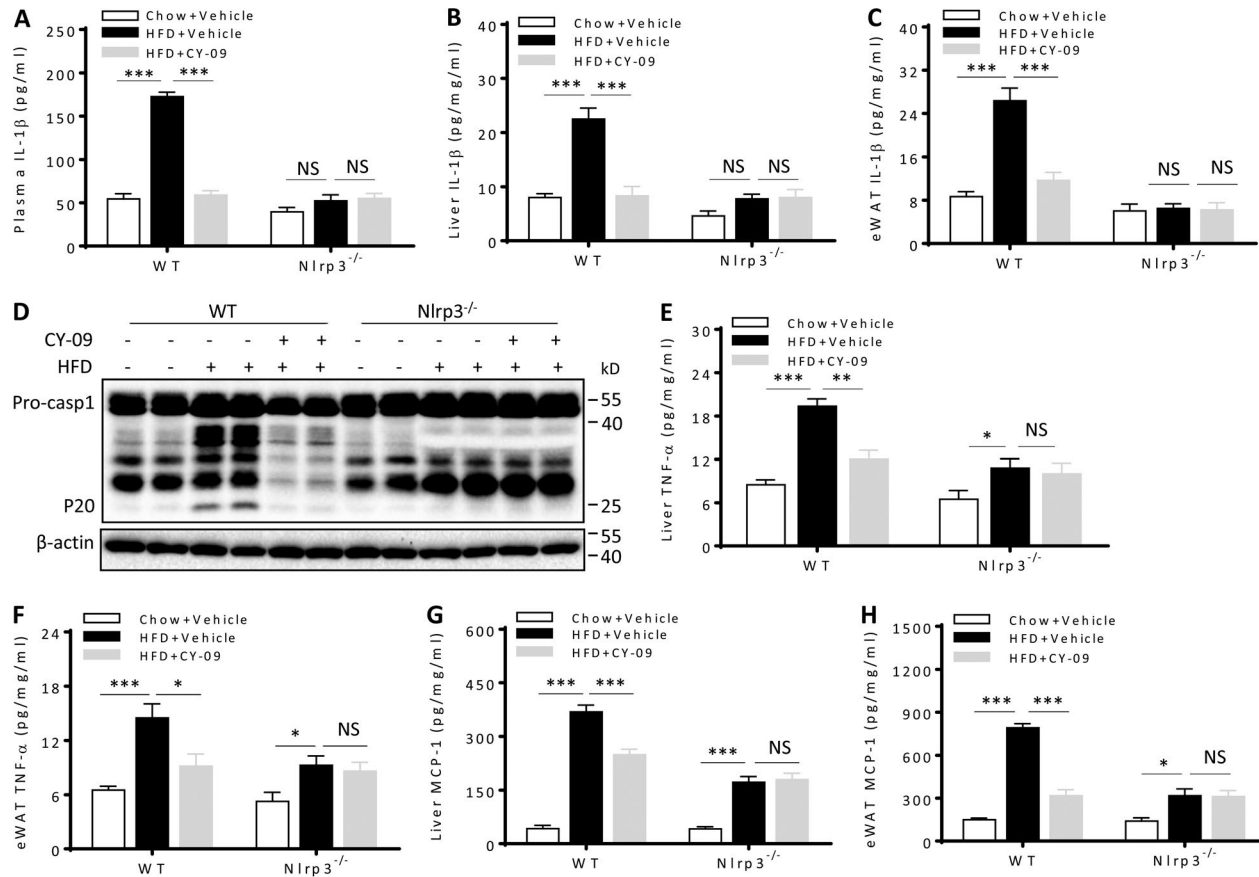 A
Chow+Vehicle
HFD+Vehicle
HFD+CY-09
Plasma IL-1β (pg/ml)
250
200
150
100
50
0
*** ***
NS NS
WT Nlrp3-/-
B
Chow+Vehicle
HFD+Vehicle
HFD+CY-09
Liver IL-1β (pg/mg/ml)
40
30
20
10
0
*** ***
NS NS
WT Nlrp3-/-
C
Chow+Vehicle
HFD+Vehicle
HFD+CY-09
eWAT IL-1β (pg/mg/ml)
40
32
24
16
8
0
*** ***
NS NS
WT Nlrp3-/-
D
WT Nlrp3-/-
CY-09 - - - - + + - - - - + +
HFD - - + + + + - - + + + + kD
Pro-casp1
55
40
P20
25
β-actin
55
40
E
Chow+Vehicle
HFD+Vehicle
HFD+CY-09
Liver TNF-α (pg/mg/ml)
30
24
18
12
6
0
*** **
* NS
WT Nlrp3-/-
F
Chow+Vehicle
HFD+Vehicle
HFD+CY-09
eWAT TNF-α (pg/mg/ml)
24
18
12
6
0
*** *
* NS
WT Nlrp3-/-
G
Chow+Vehicle
HFD+Vehicle
HFD+CY-09
Liver MCP-1 (pg/mg/ml)
600
450
300
150
0
*** ***
*** NS
WT Nlrp3-/-
H
Chow+Vehicle
HFD+Vehicle
HFD+CY-09
eWAT MCP-1 (pg/mg/ml)
1500
1200
900
600
300
0
*** ***
* NS
WT Nlrp3-/-